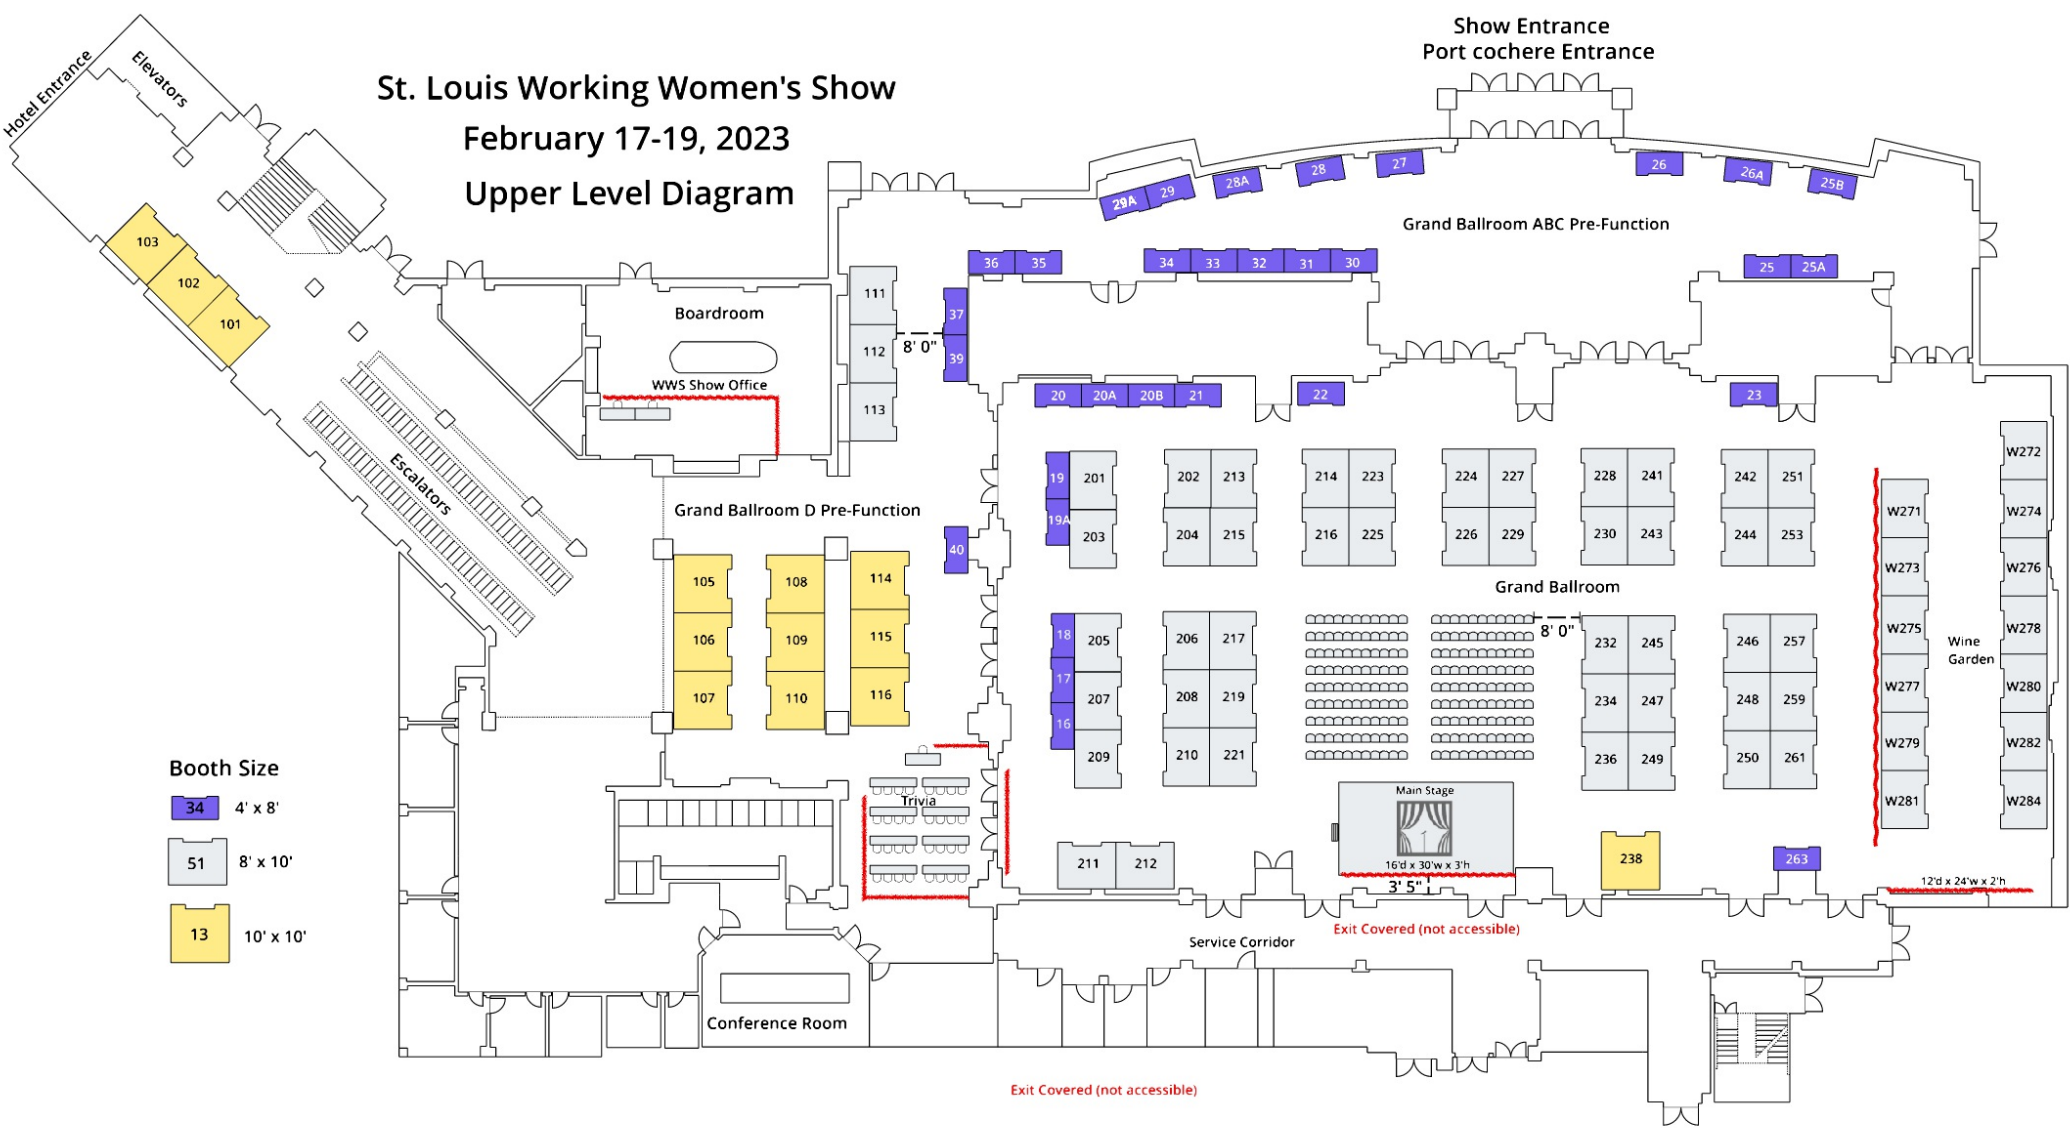 Show Entrance
Port cochere Entrance
St. Louis Working Women's Show
February 17-19, 2023
Upper Level Diagram
Hotel Entrance
Elevators
103
102
101
Escalators
Boardroom
WWS Show Office
111
112
113
8' 0"
37
39
36 35
34 33 32 31 30
29A 29 28A 28 27
26 26A 25B
Grand Ballroom ABC Pre-Function
25 25A
20 20A 20B 21
22
23
Grand Ballroom D Pre-Function
40
105 108 114
106 109 115
107 110 116
19 201 202 213 214 223 224 227 228 241 242 251
19A 203 204 215 216 225 226 229 230 243 244 253
Grand Ballroom
8' 0"
18 205 206 217 232 245 246 257
17 207 208 219 234 247 248 259
16 209 210 221 236 249 250 261
W272
W271 W274
W273 W276
W275 W278
W277 W280
W279 W282
W281 W284
Wine
Garden
Trivia
Main Stage
16'd x 30'w x 3'h
3' 5"
211 212
238
263
12'd x 24'w x 2'h
Exit Covered (not accessible)
Service Corridor
Conference Room
Exit Covered (not accessible)
Booth Size
34 4' x 8'
51 8' x 10'
13 10' x 10'